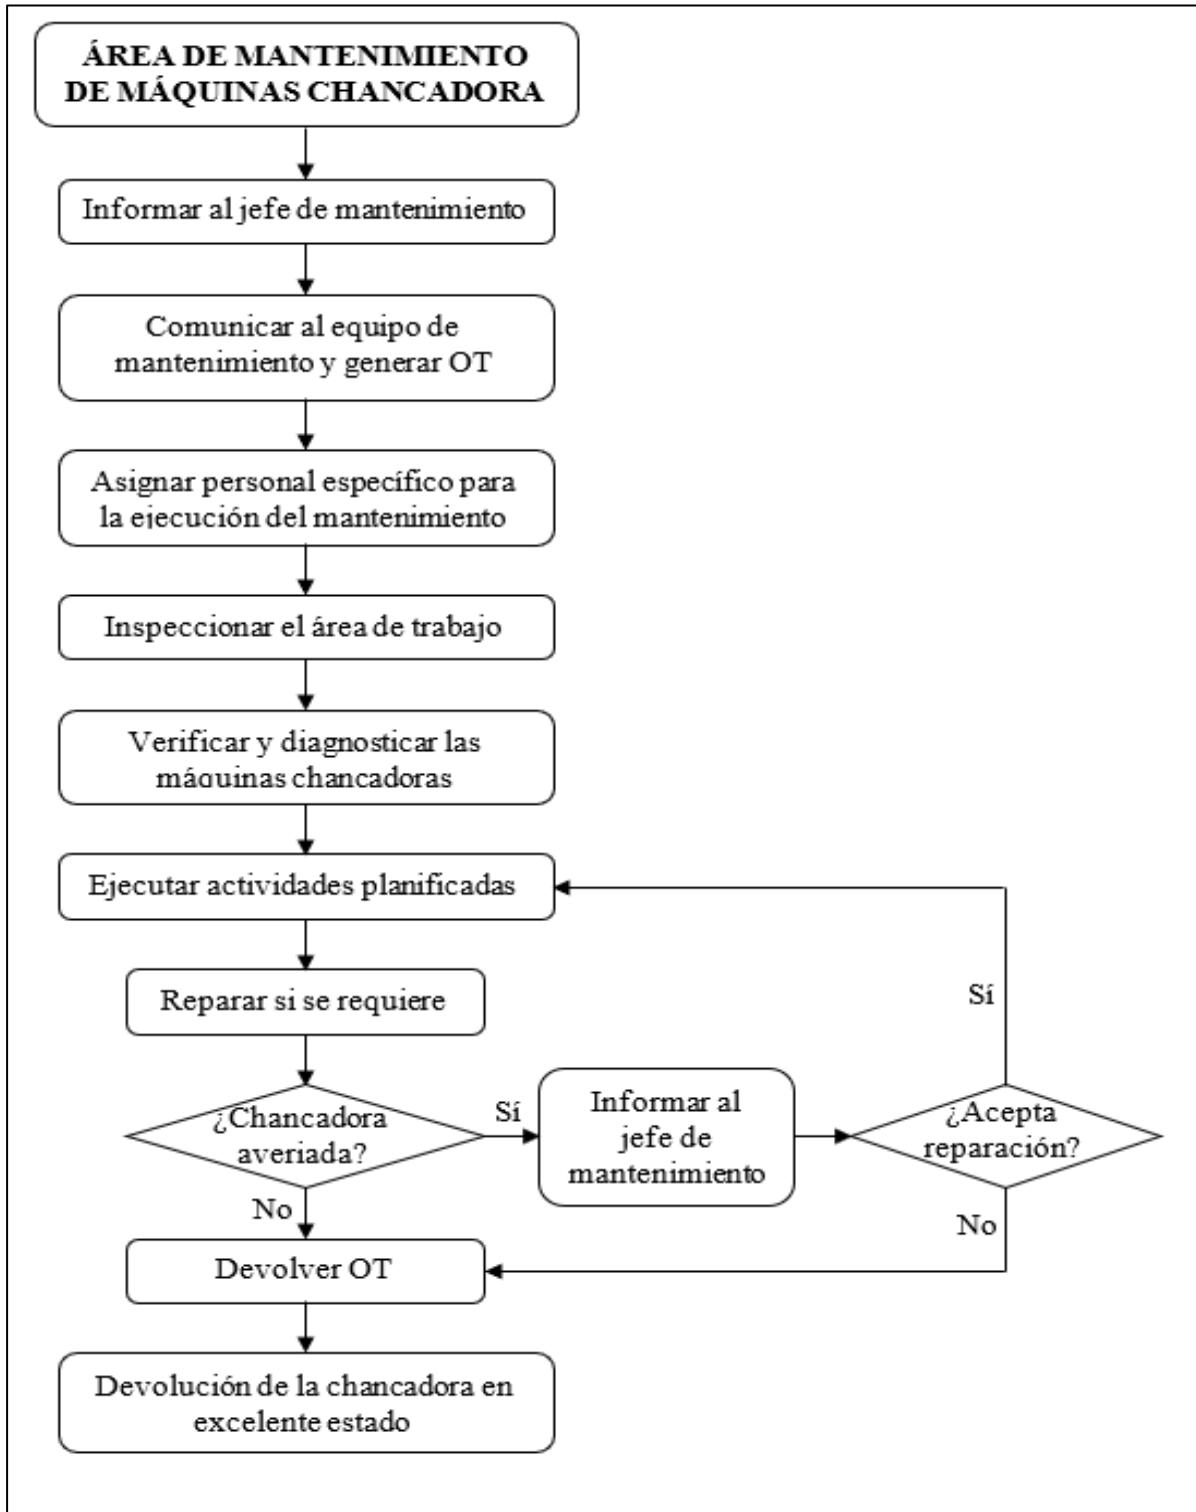 ÁREA DE MANTENIMIENTO
DE MÁQUINAS CHANCADORA
Informar al jefe de mantenimiento
Comunicar al equipo de
mantenimiento y generar OT
Asignar personal específico para
la ejecución del mantenimiento
Inspeccionar el área de trabajo
Verificar y diagnosticar las
máquinas chancadoras
Ejecutar actividades planificadas
Reparar si se requiere
Sí
¿Chancadora
averiada?
Sí
Informar al
jefe de
mantenimiento
¿Acepta
reparación?
No
No
Devolver OT
Devolución de la chancadora en
excelente estado